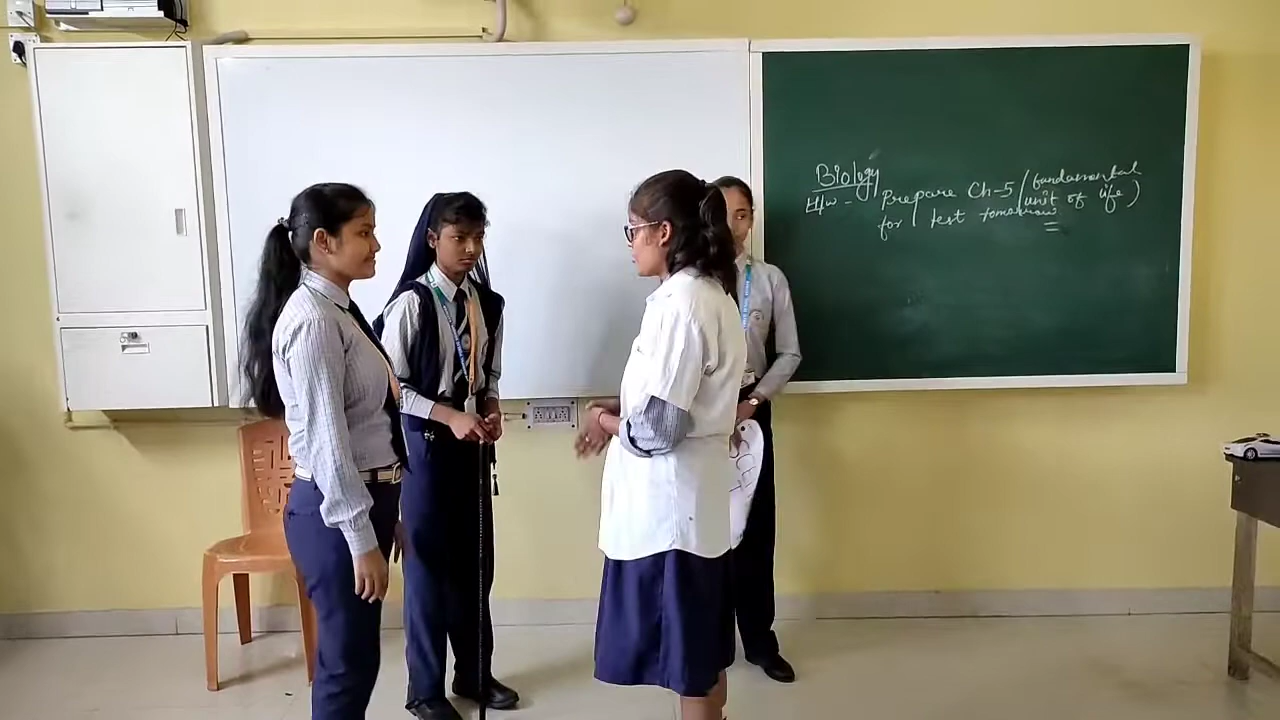 Biology
H/w - Prepare Ch-5 (fundamental
unit of life)
for test tomorrow